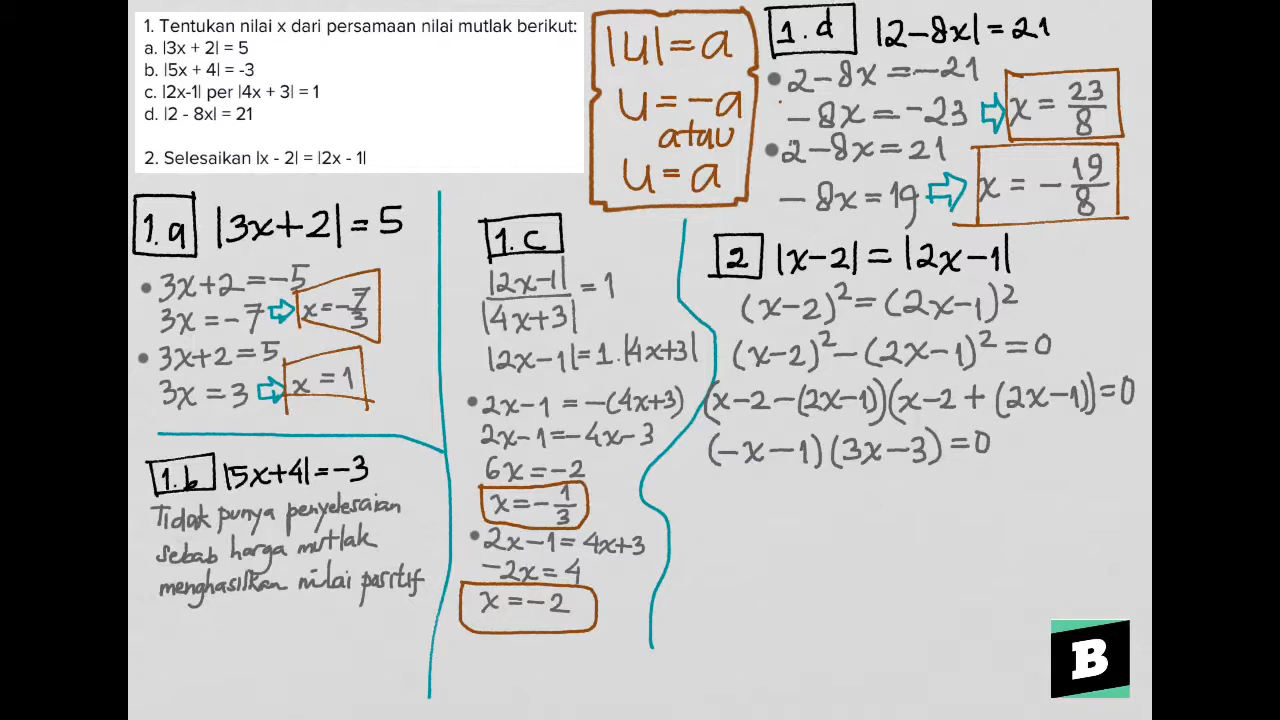 1. Tentukan nilai x dari persamaan nilai mutlak berikut:
a. |3x + 2| = 5
b. |5x + 4| = -3
c. |2x-1| per |4x + 3| = 1
d. |2 - 8x| = 21
2. Selesaikan |x - 2| = |2x - 1|
|u| = a
u = -a
atau
u = a
1.d |2-8x| = 21
• 2-8x = -21
-8x = -23 ⇨ x = 23/8
• 2-8x = 21
-8x = 19 ⇨ x = -19/8
1.a |3x+2| = 5
• 3x+2 = -5
3x = -7 ⇨ x = -7/3
• 3x+2 = 5
3x = 3 ⇨ x = 1
1.b |5x+4| = -3
Tidak punya penyelesaian
sebab harga mutlak
menghasilkan nilai positif
1.c
|2x-1|/|4x+3| = 1
|2x-1| = 1.|4x+3|
• 2x-1 = -(4x+3)
2x-1 = -4x-3
6x = -2
x = -1/3
• 2x-1 = 4x+3
-2x = 4
x = -2
2 |x-2| = |2x-1|
(x-2)² = (2x-1)²
(x-2)² - (2x-1)² = 0
(x-2-(2x-1))(x-2+(2x-1)) = 0
(-x-1)(3x-3) = 0
B